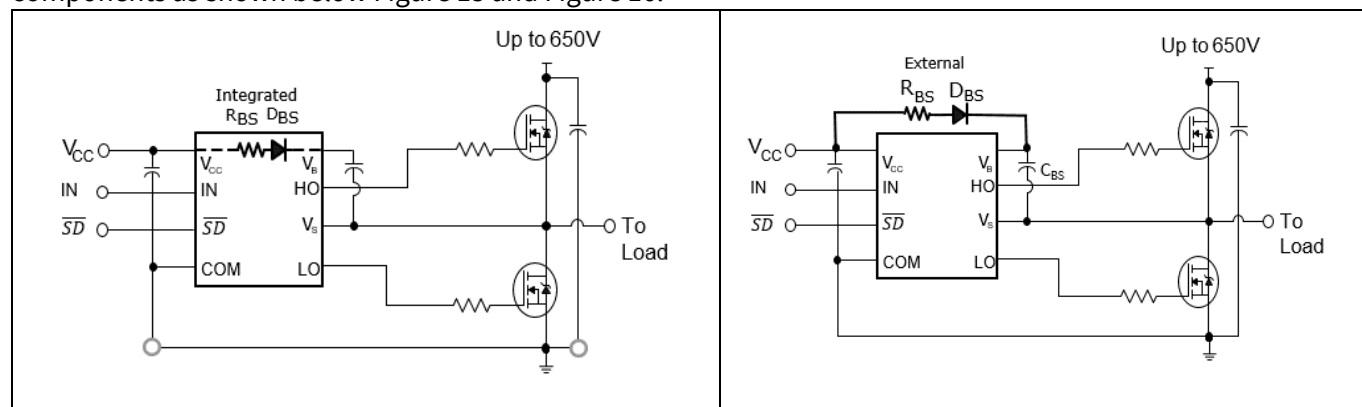 components as shown below Figure 25 and Figure 26.
Up to 650V
Integrated
RBS DBS
VCC
VCC
VB
IN
IN
HO
SD
SD
VS
To
Load
COM
LO
Up to 650V
External
RBS DBS
VCC
VCC
VB
CBS
IN
IN
HO
SD
SD
VS
To
Load
COM
LO